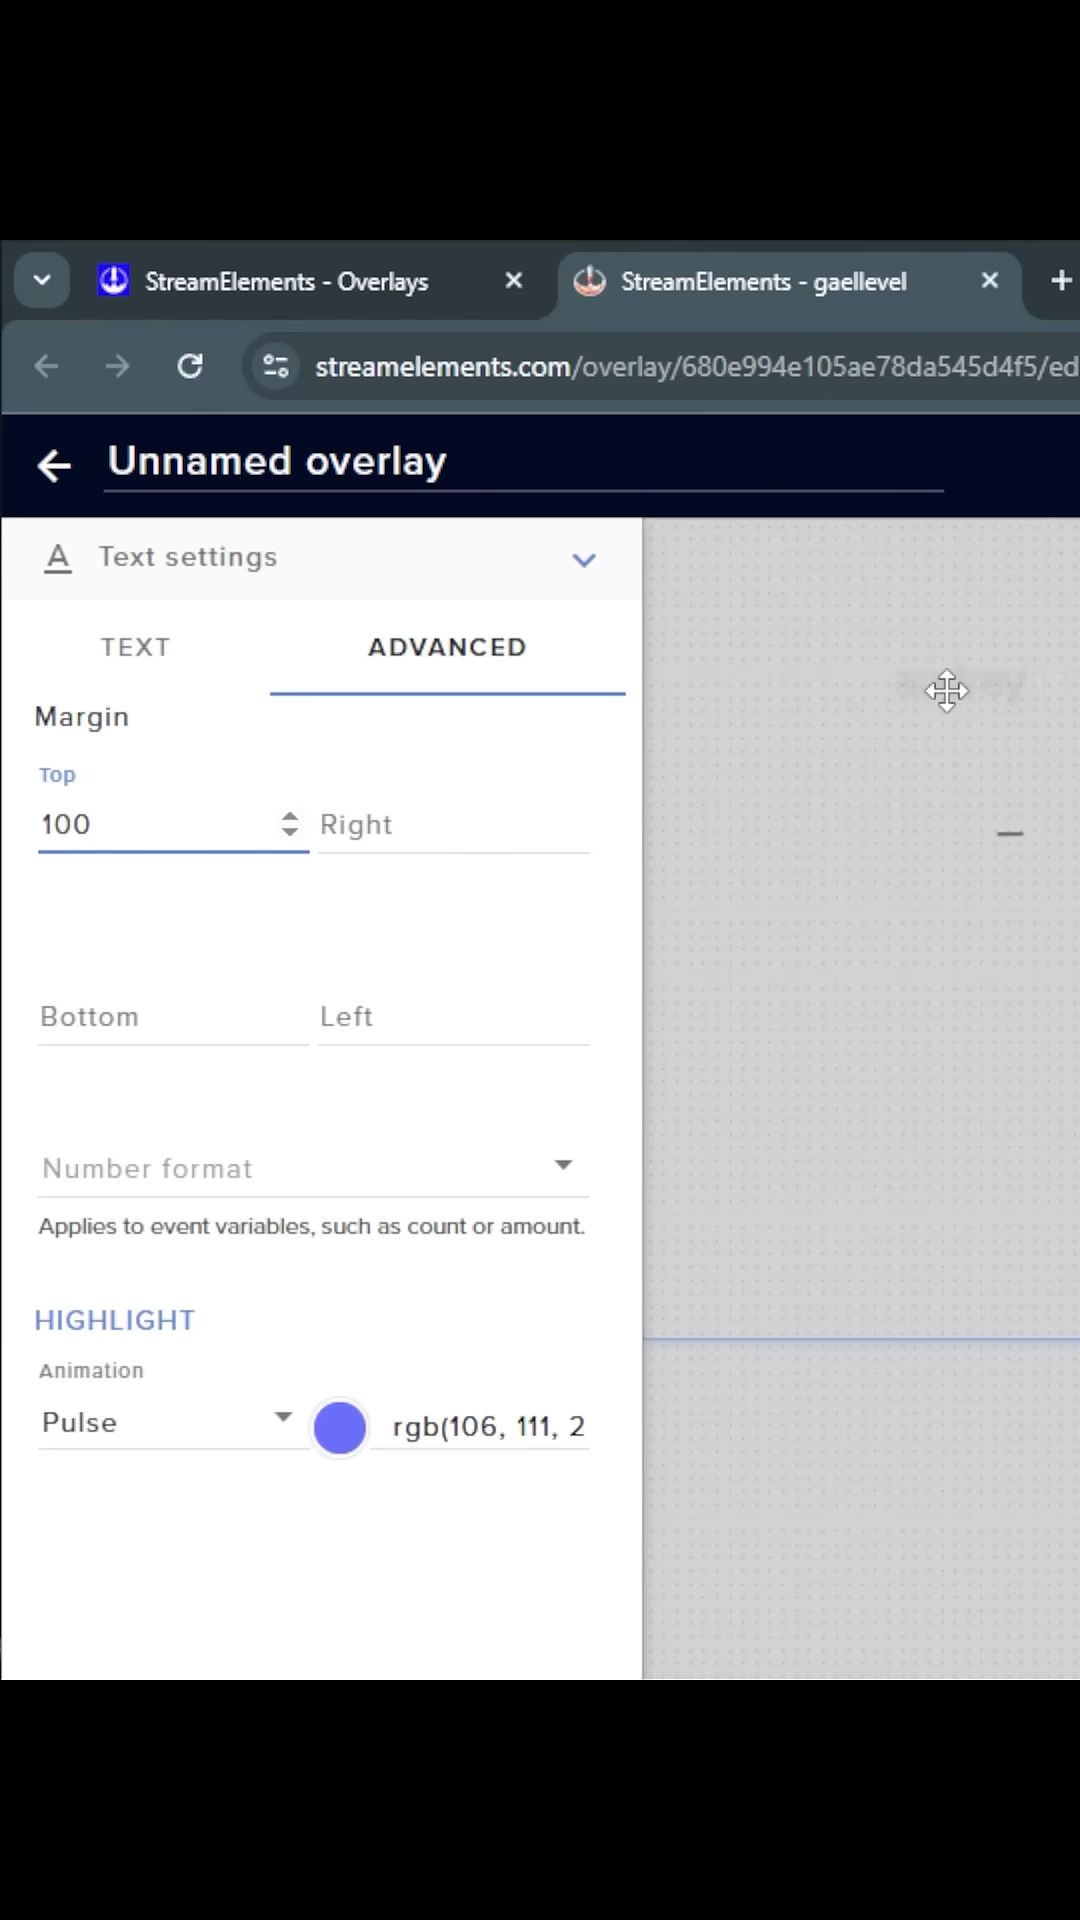 StreamElements - Overlays
StreamElements - gaellevel
streamelements.com/overlay/680e994e105ae78da545d4f5/ed
Unnamed overlay
A Text settings
TEXT ADVANCED
Margin
Top
100
Right
Bottom
Left
Number format
Applies to event variables, such as count or amount.
HIGHLIGHT
Animation
Pulse
rgb(106, 111, 2